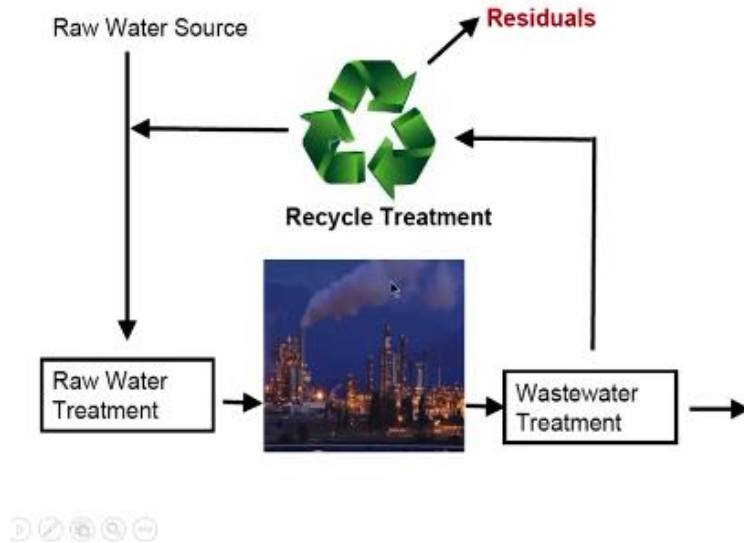 Raw Water Source
Residuals
Recycle Treatment
Raw Water
Treatment
Wastewater
Treatment